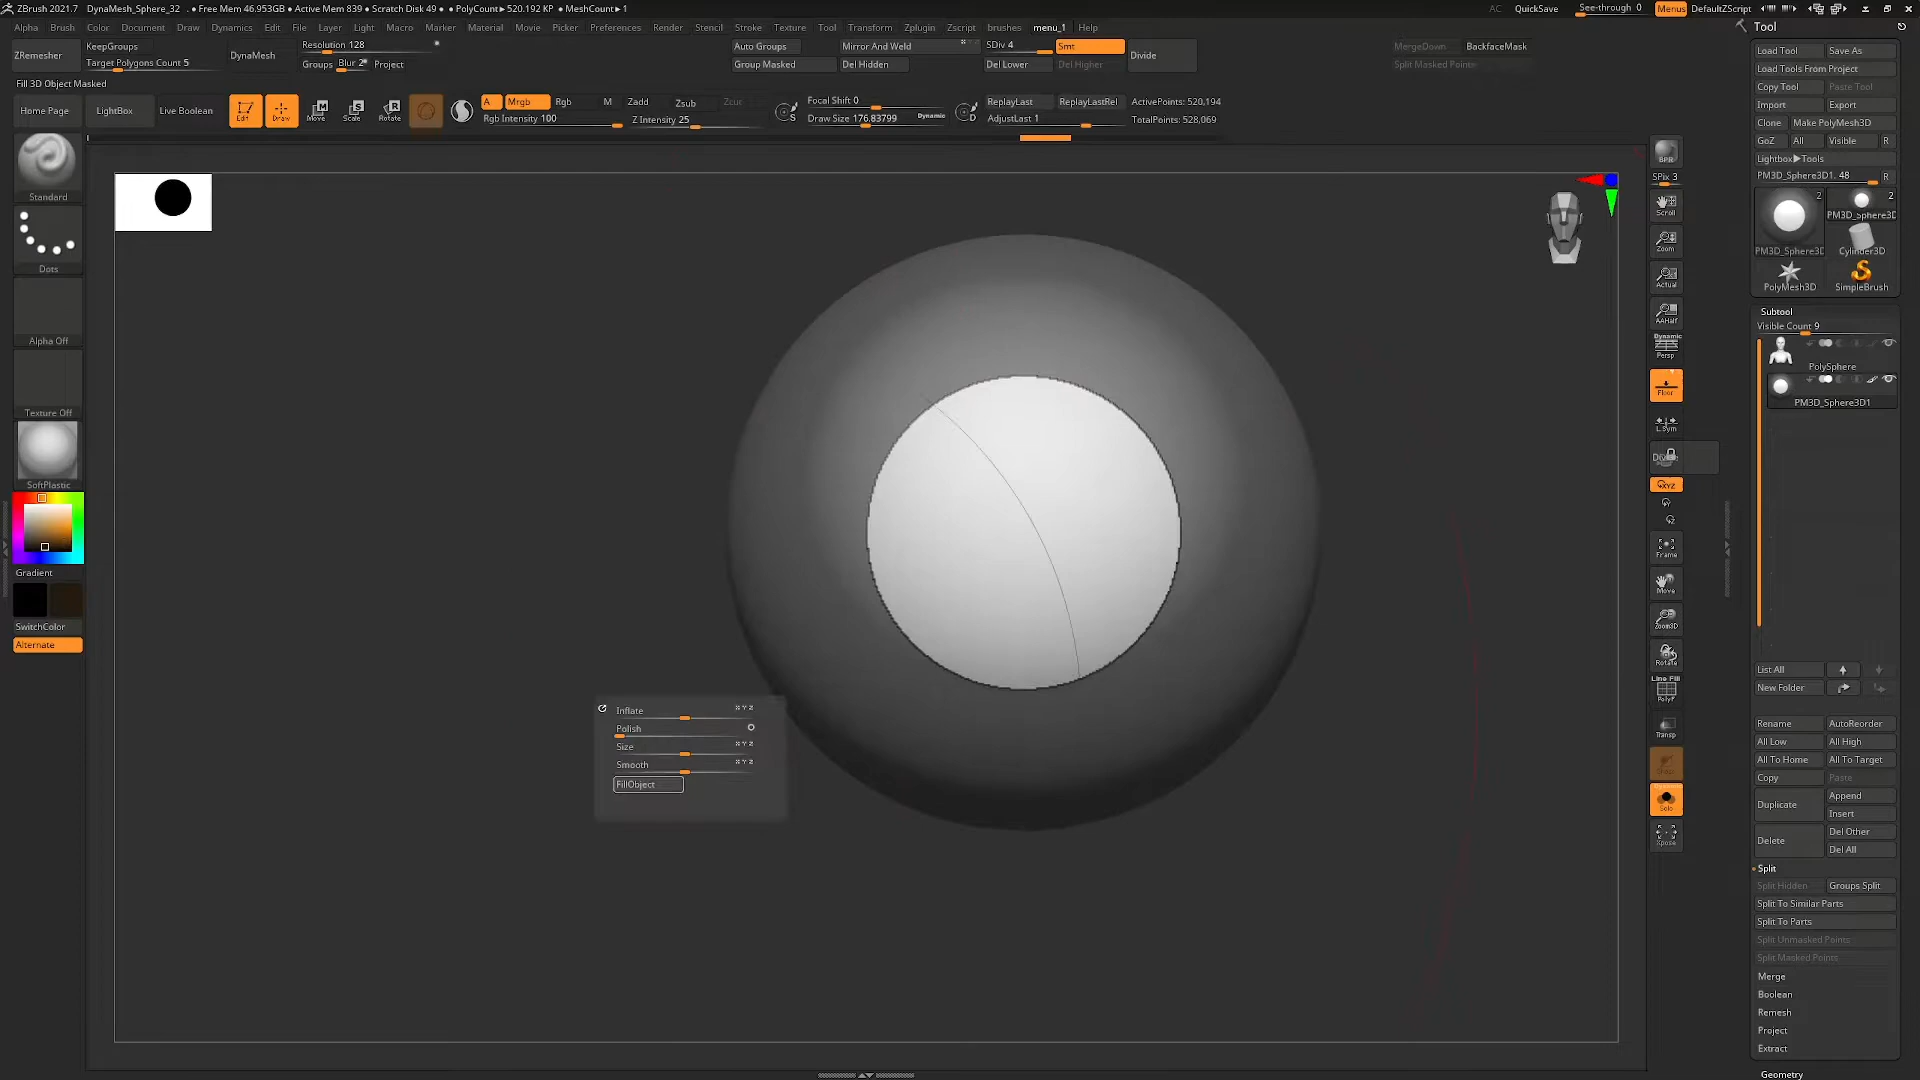 ZBrush 2021.7 DynaMesh_Sphere_32 . • Free Mem 46.953GB • Active Mem 839 • Scratch Disk 49 • • PolyCount► 520.192 KP • MeshCount► 1
AC QuickSave See-through 0 Menus DefaultZScript
Alpha Brush Color Document Draw Dynamics Edit File Layer Light Macro Marker Material Movie Picker Preferences Render Stencil Stroke Texture Tool Transform Zplugin Zscript brushes menu_1 Help
ZRemesher KeepGroups
Target Polygons Count 5
DynaMesh Resolution 128
Groups Blur 2 Project
Auto Groups Mirror And Weld
Group Masked Del Hidden
SDiv 4 Smt
Del Lower Del Higher
Divide
MergeDown BackfaceMask
Split Masked Points
Fill 3D Object Masked
Home Page LightBox Live Boolean
Edit Draw Move Scale Rotate
A Mrgb Rgb M Zadd Zsub Zcut
Rgb Intensity 100 Z Intensity 25
S
Focal Shift 0
Draw Size 176.83799 Dynamic
D
ReplayLast ReplayLastRel
AdjustLast 1
ActivePoints: 520,194
TotalPoints: 528,069
Standard
Dots
Alpha Off
Texture Off
SoftPlastic
Gradient
SwitchColor
Alternate
Inflate X Y Z
Polish
Size X Y Z
Smooth X Y Z
FillObject
BPR
SPix 3
Scroll
Zoom
Actual
AAHalf
Dynamic
Persp
Floor
L.Sym
XYZ
Frame
Move
Zoom3D
Rotate
Line Fill
PolyF
Transp
Solo
Xpose
Tool
Load Tool Save As
Load Tools From Project
Copy Tool Paste Tool
Import Export
Clone Make PolyMesh3D
GoZ All Visible R
Lightbox►Tools
PM3D_Sphere3D1. 48 R
2 2
PM3D_Sphere3D
PM3D_Sphere3D Cylinder3D
PolyMesh3D SimpleBrush
Subtool
Visible Count 9
PolySphere
PM3D_Sphere3D1
List All
New Folder
Rename AutoReorder
All Low All High
All To Home All To Target
Copy Paste
Duplicate Append
Insert
Delete Del Other
Del All
Split
Split Hidden Groups Split
Split To Similar Parts
Split To Parts
Split Unmasked Points
Split Masked Points
Merge
Boolean
Remesh
Project
Extract
Geometry